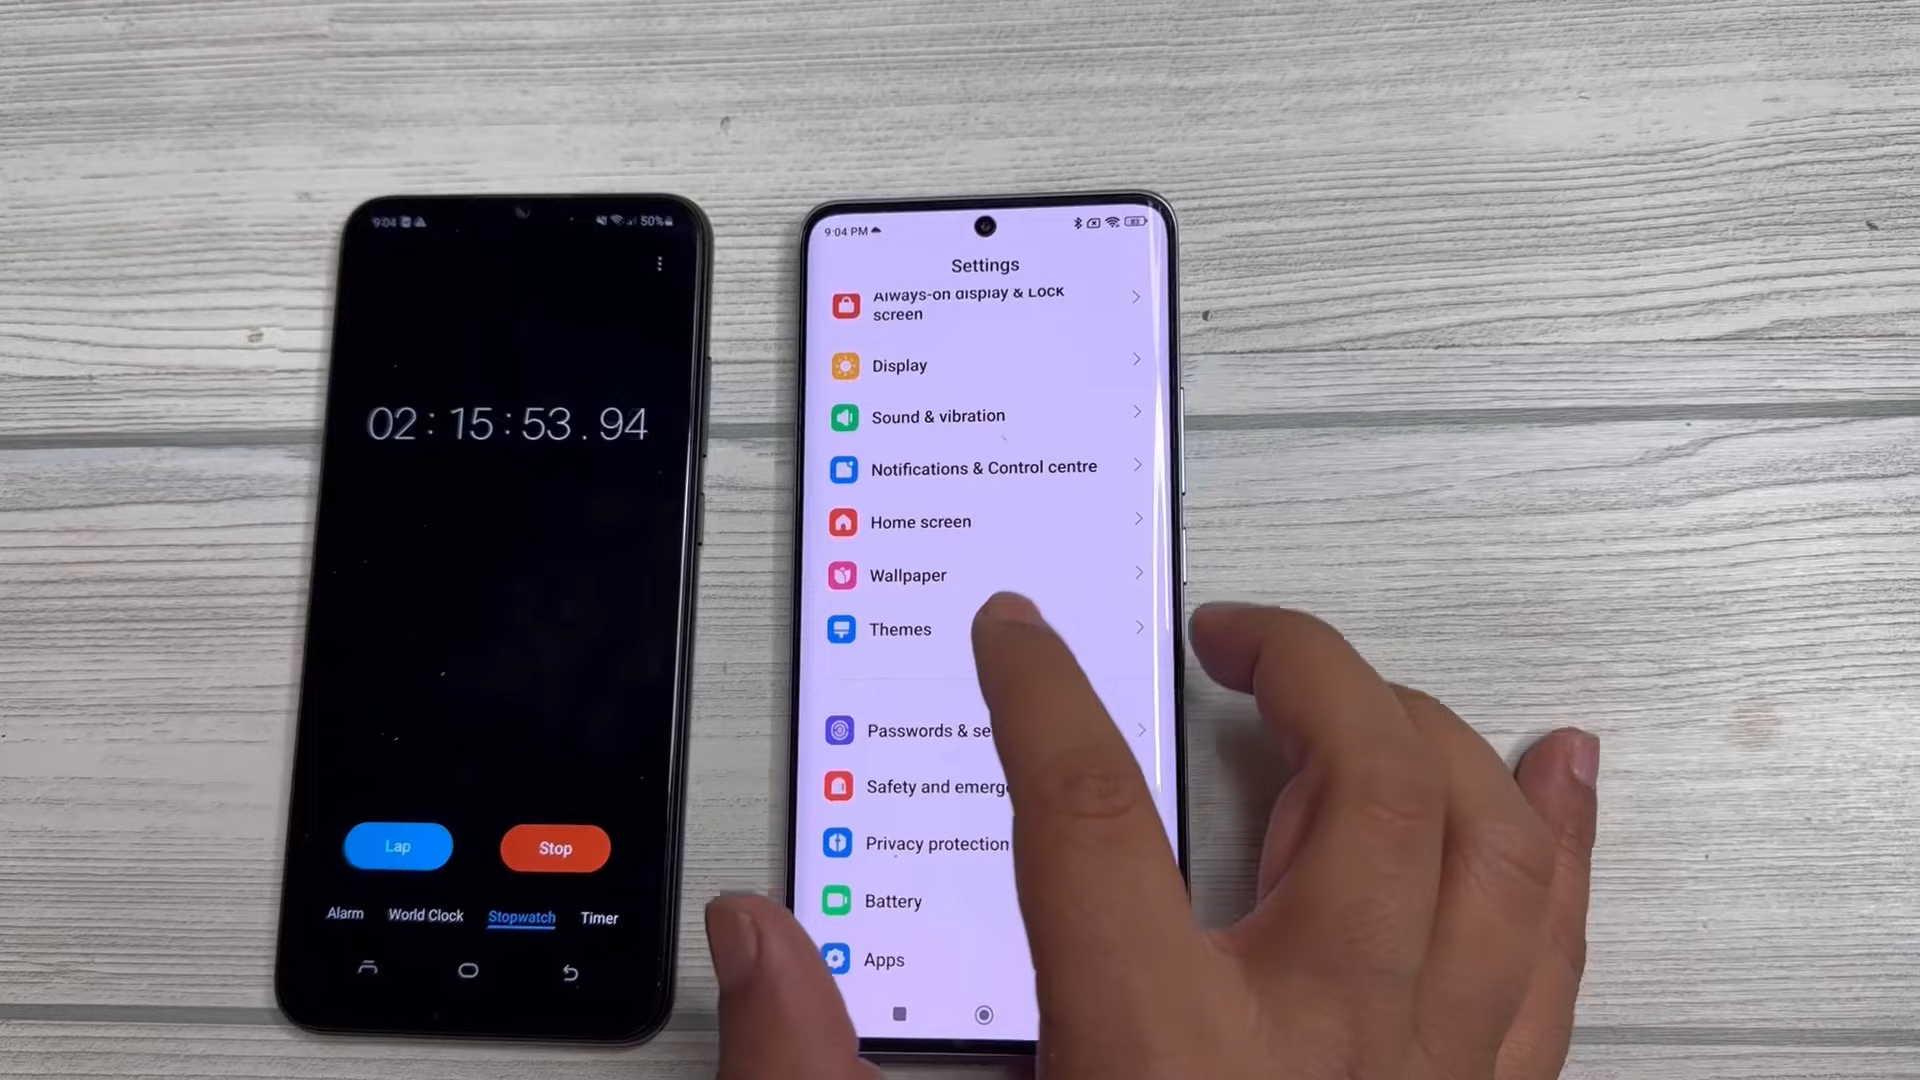 9:04
50%
02:15:53.94
Lap
Stop
Alarm
World Clock
Stopwatch
Timer
9:04 PM
Settings
Always-on display & Lock
screen
Display
Sound & vibration
Notifications & Control centre
Home screen
Wallpaper
Themes
Passwords &
Safety and
Privacy protection
Battery
Apps